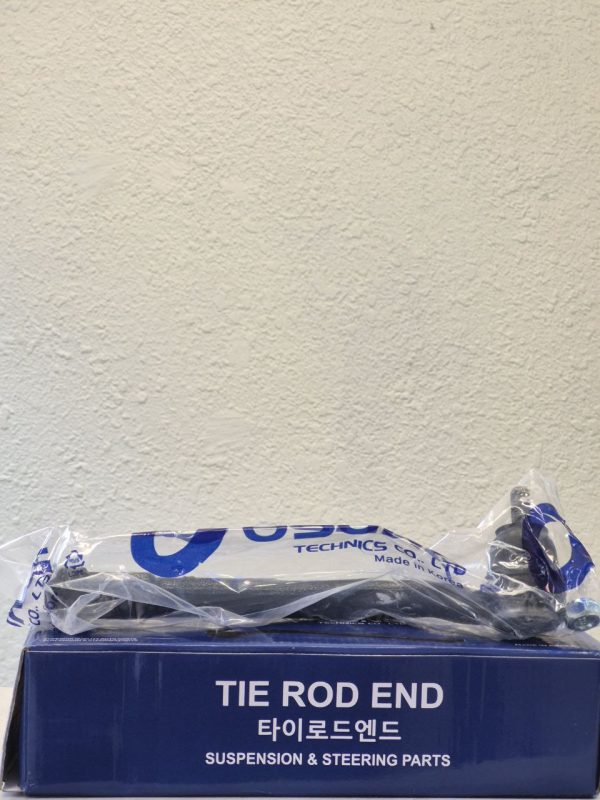 TECHNICS CO., LTD
Made in Korea
TIE ROD END
타이로드엔드
SUSPENSION & STEERING PARTS